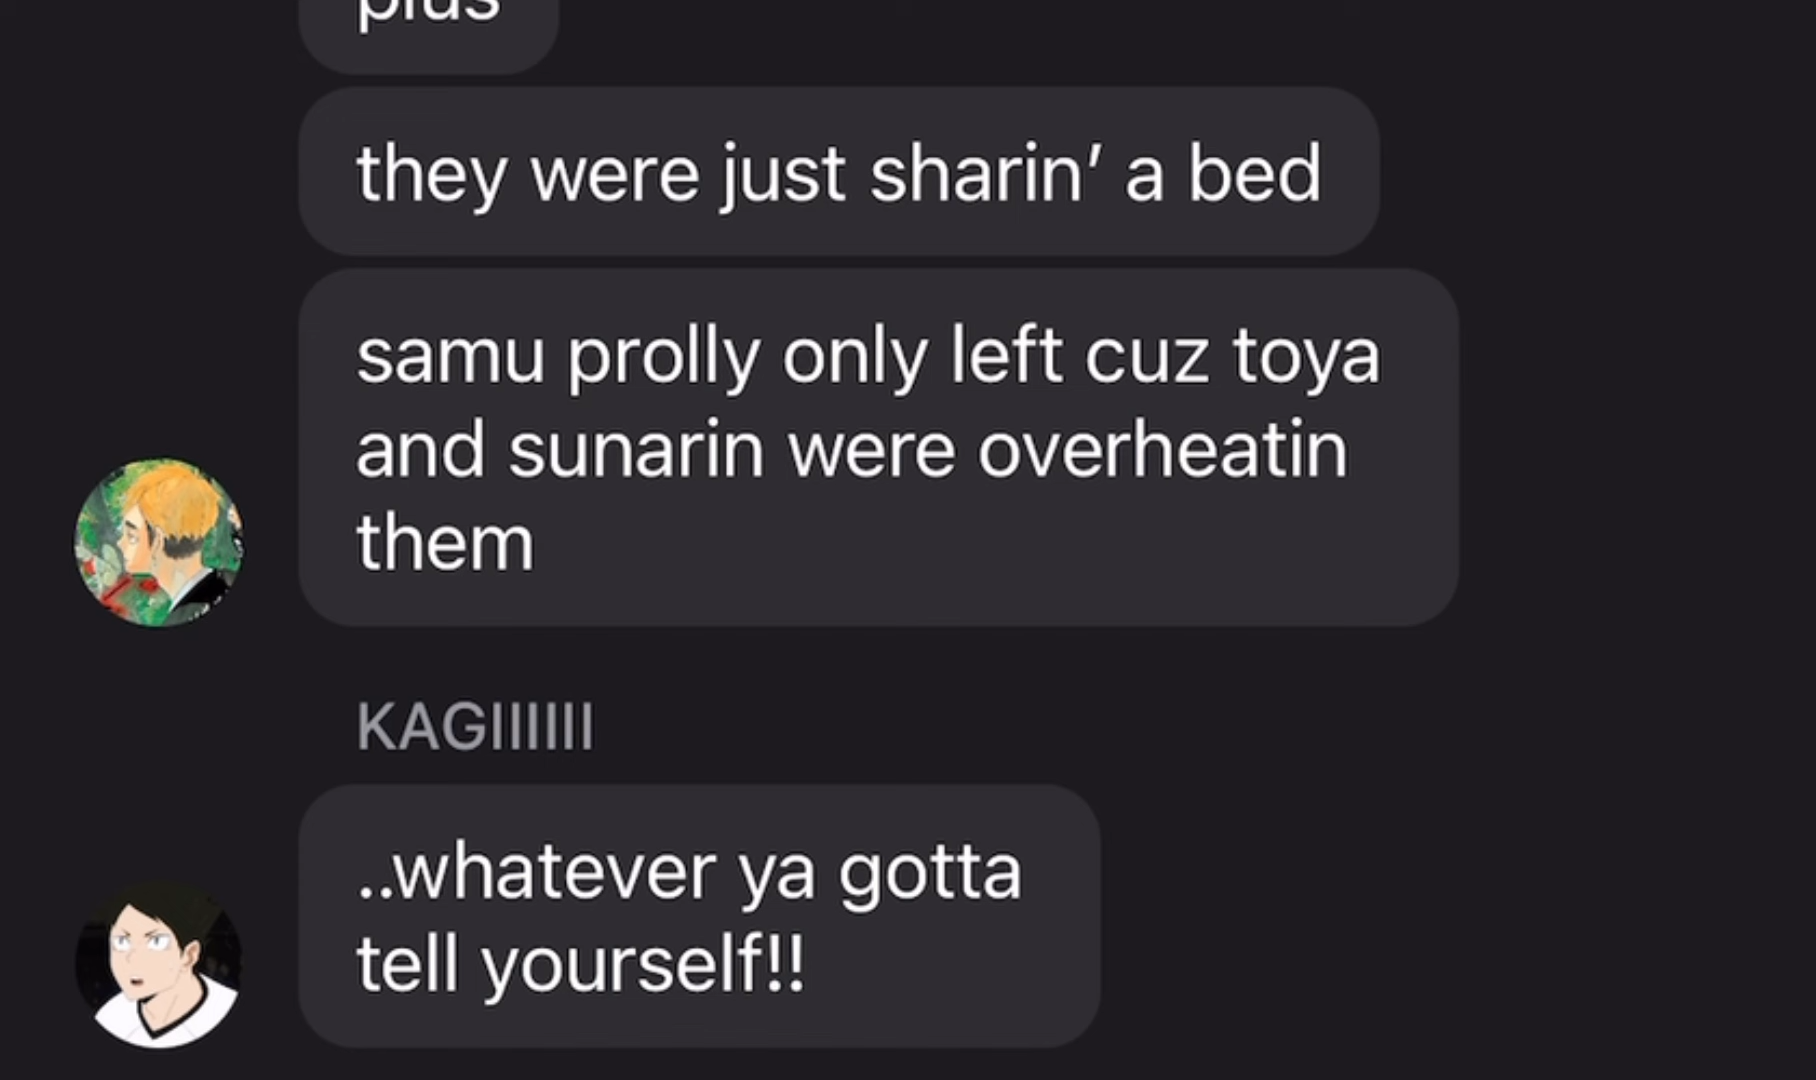 plus
they were just sharin’ a bed
samu prolly only left cuz toya
and sunarin were overheatin
them
KAGIIIIII
..whatever ya gotta
tell yourself!!